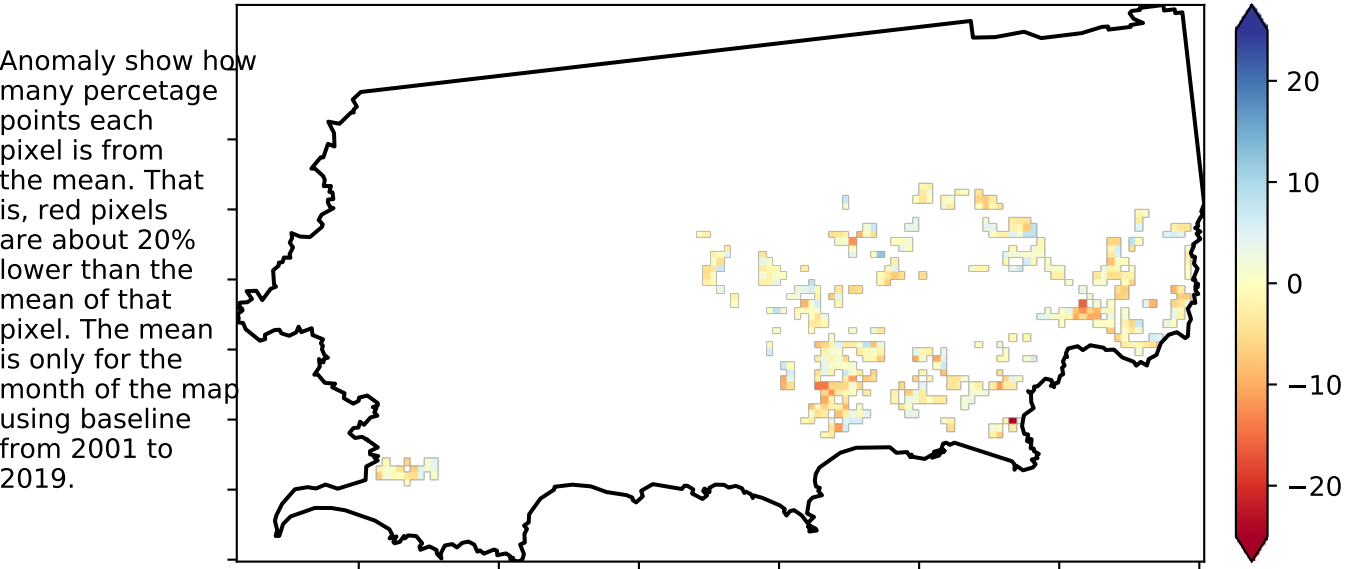 Anomaly show how
many percetage
points each
pixel is from
the mean. That
is, red pixels
are about 20%
lower than the
mean of that
pixel. The mean
is only for the
month of the map
using baseline
from 2001 to
2019.
20
10
0
−10
−20